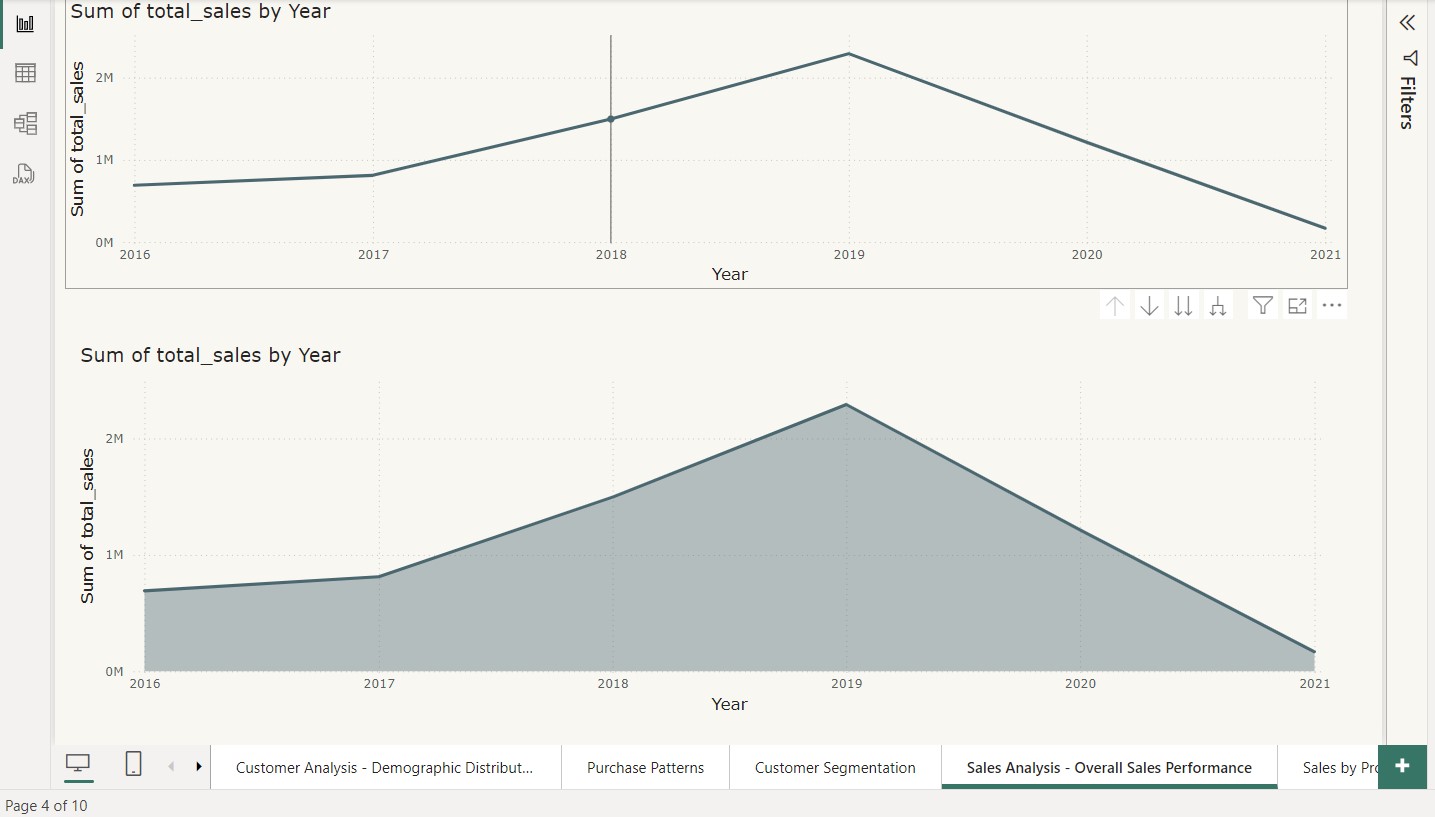 Sum of total_sales by Year
Sum of total_sales
2M
1M
0M
2016 2017 2018 2019 2020 2021
Year
Filters
DAX
Sum of total_sales by Year
Sum of total_sales
2M
1M
0M
2016 2017 2018 2019 2020 2021
Year
Customer Analysis - Demographic Distribut... Purchase Patterns Customer Segmentation Sales Analysis - Overall Sales Performance Sales by Pro
Page 4 of 10